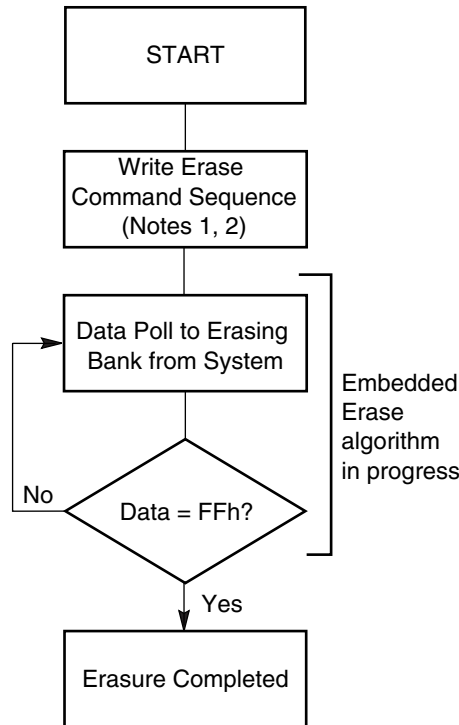 START
Write Erase
Command Sequence
(Notes 1, 2)
Data Poll to Erasing
Bank from System
Embedded
Erase
algorithm
in progress
No
Data = FFh?
Yes
Erasure Completed